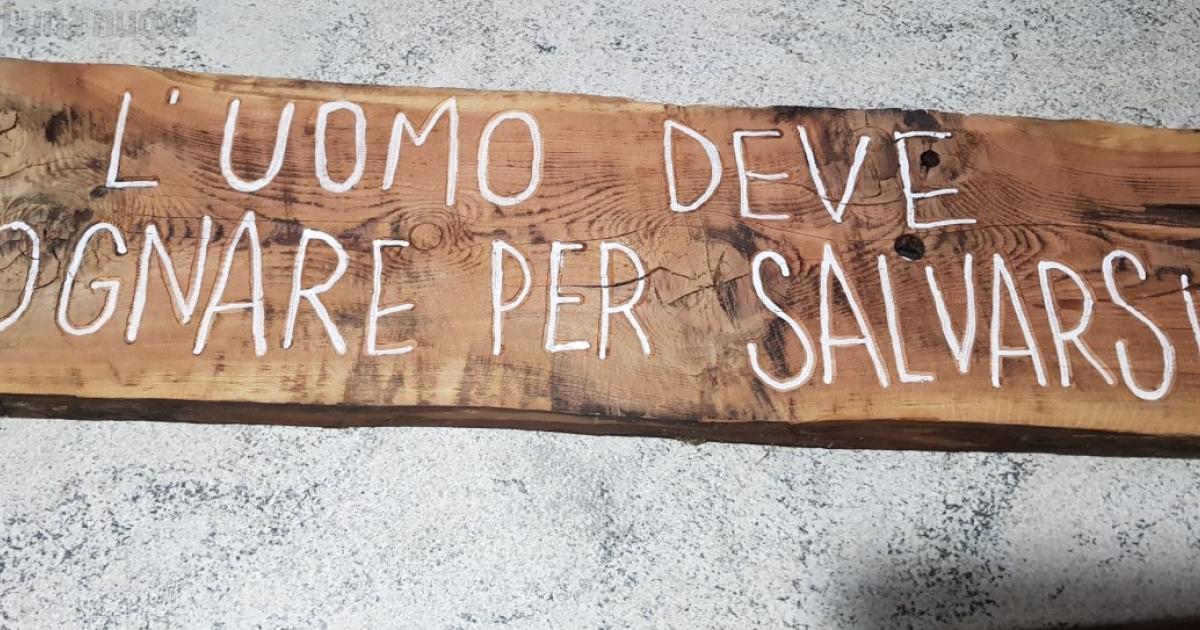 L'UOMO DEVE
OGNARE PER SALVARSI